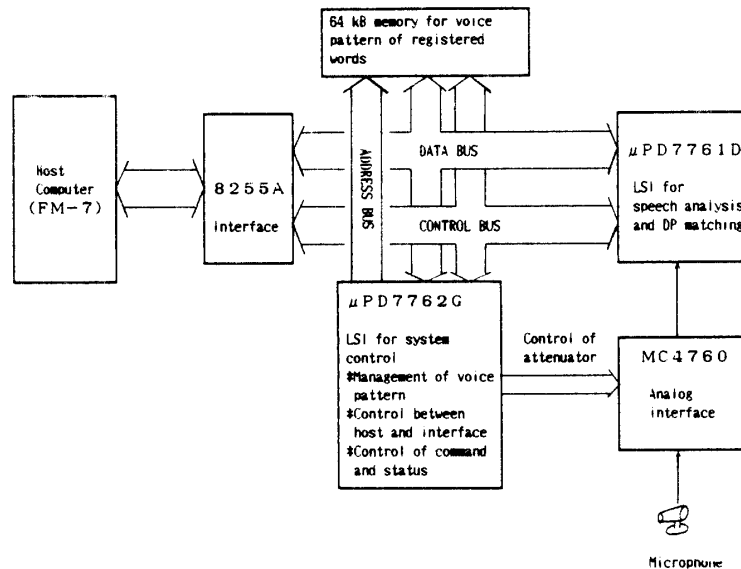 64 kB memory for voice
pattern of registered
words
Host
Computer
(FM-7)
8255A
Interface
ADDRESS BUS
DATA BUS
CONTROL BUS
μPD7761D
LSI for
speech analysis
and DP matching
μPD7762G
LSI for system
control
*Management of voice
pattern
*Control between
host and interface
*Control of command
and status
Control of
attenuator
MC4760
Analog
interface
Microphone